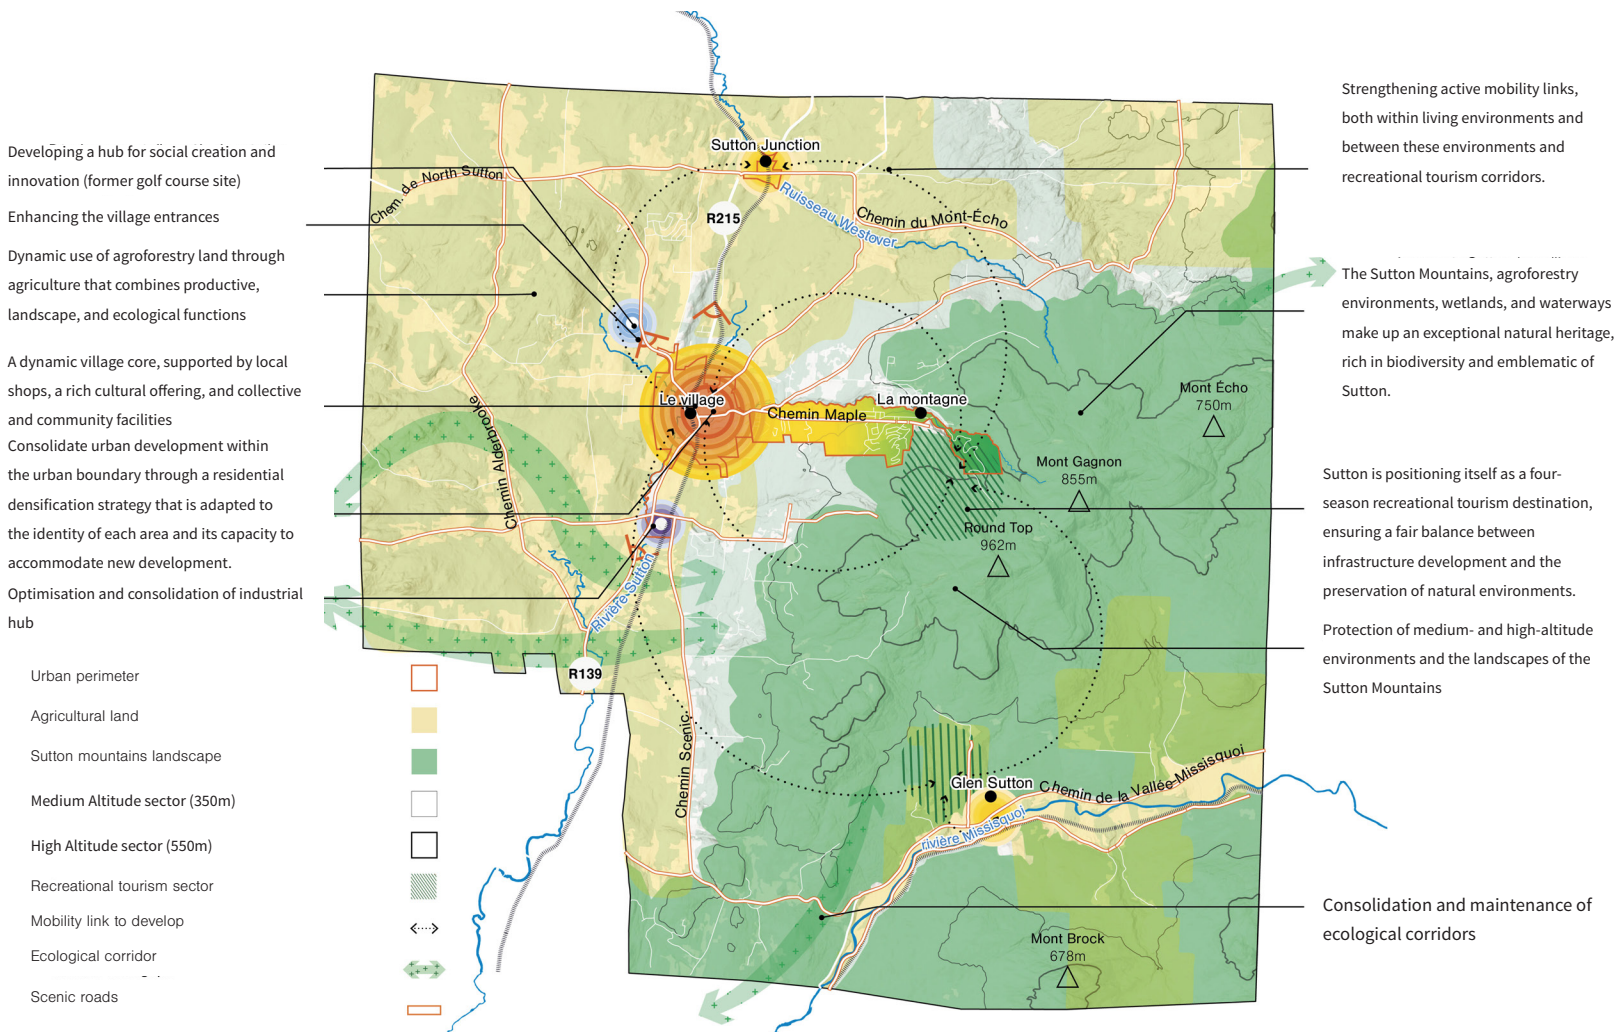 Developing a hub for social creation and
innovation (former golf course site)
Enhancing the village entrances
Dynamic use of agroforestry land through
agriculture that combines productive,
landscape, and ecological functions
A dynamic village core, supported by local
shops, a rich cultural offering, and collective
and community facilities
Consolidate urban development within
the urban boundary through a residential
densification strategy that is adapted to
the identity of each area and its capacity to
accommodate new development.
Optimisation and consolidation of industrial
hub
Urban perimeter
Agricultural land
Sutton mountains landscape
Medium Altitude sector (350m)
High Altitude sector (550m)
Recreational tourism sector
Mobility link to develop
Ecological corridor
Scenic roads
Sutton Junction
Chem. de North Sutton
R215
Ruisseau Westover
Chemin du Mont-Écho
Le village
Chemin Maple
La montagne
Mont Écho
750m
Chemin Alderbrooke
Mont Gagnon
855m
Round Top
962m
Rivière Sutton
R139
Chemin Scenic
Glen Sutton
Chemin de la Vallée Missisquoi
rivière Missisquoi
Mont Brock
678m
Strengthening active mobility links,
both within living environments and
between these environments and
recreational tourism corridors.
The Sutton Mountains, agroforestry
environments, wetlands, and waterways
make up an exceptional natural heritage,
rich in biodiversity and emblematic of
Sutton.
Sutton is positioning itself as a four-
season recreational tourism destination,
ensuring a fair balance between
infrastructure development and the
preservation of natural environments.
Protection of medium- and high-altitude
environments and the landscapes of the
Sutton Mountains
Consolidation and maintenance of
ecological corridors